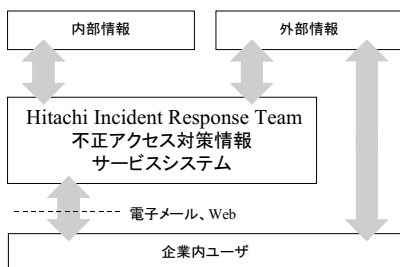 内部情報
外部情報
Hitachi Incident Response Team
不正アクセス対策情報
サービスシステム
電子メール、Web
企業内ユーザ